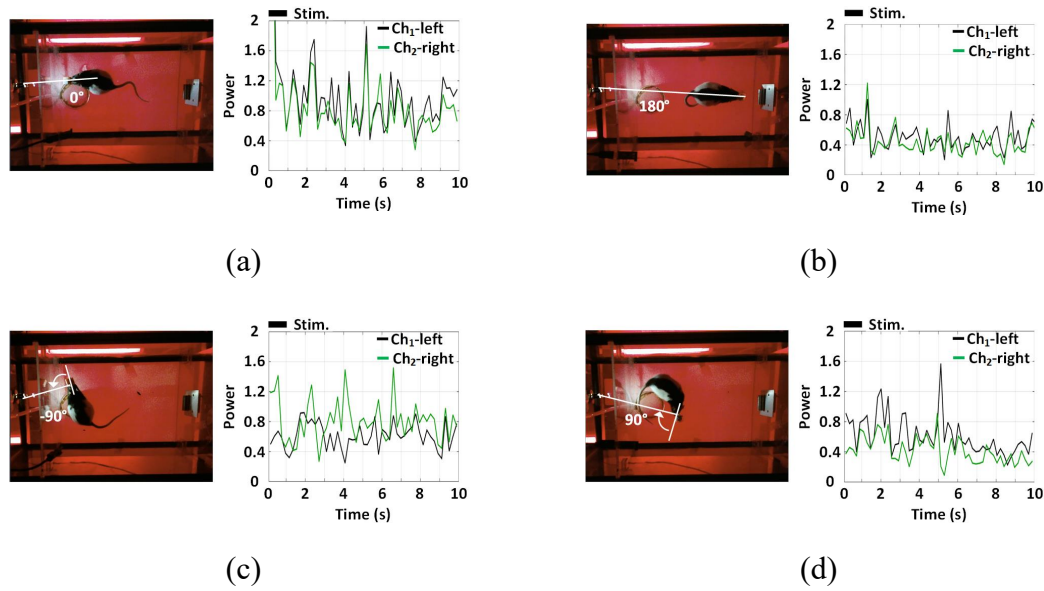 Stim.
Ch1-left
Ch2-right
2
1.6
1.2
0.8
0.4
0
Power
0 2 4 6 8 10
Time (s)
0°
(a)
Stim.
Ch1-left
Ch2-right
2
1.6
1.2
0.8
0.4
0
Power
0 2 4 6 8 10
Time (s)
180°
(b)
Stim.
Ch1-left
Ch2-right
2
1.6
1.2
0.8
0.4
0
Power
0 2 4 6 8 10
Time (s)
-90°
(c)
Stim.
Ch1-left
Ch2-right
2
1.6
1.2
0.8
0.4
0
Power
0 2 4 6 8 10
Time (s)
90°
(d)